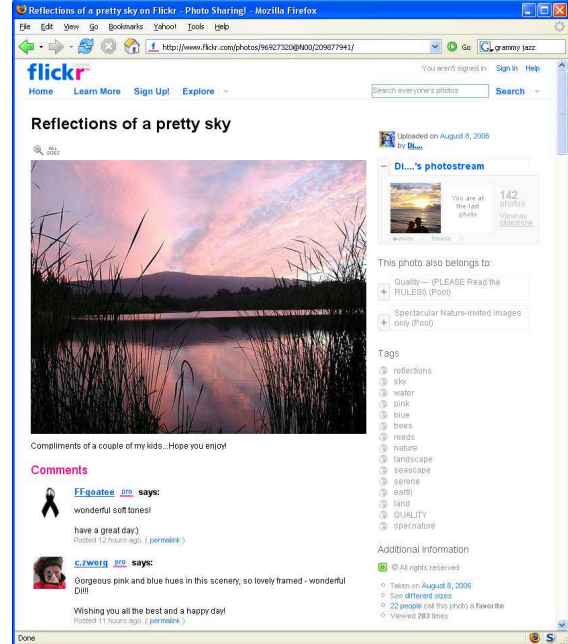 Reflections of a pretty sky on Flickr - Photo Sharing! - Mozilla Firefox
File Edit View Go Bookmarks Yahoo! Tools Help
http://www.flickr.com/photos/96927320@N00/209877941/ Go grammy jazz
flickr
You aren't signed in Sign In Help
Home Learn More Sign Up! Explore
Search everyone's photos Search
Reflections of a pretty sky
ALL SIZES
Uploaded on August 8, 2006
by Di....
Di....'s photostream
You are at the last photo
142 photos
View as slideshow
browse
This photo also belongs to:
Quality— (PLEASE Read the RULES!) (Pool)
Spectacular Nature-invited images only (Pool)
Tags
reflections
sky
water
pink
blue
trees
reeds
nature
landscape
seascape
serene
earth
land
QUALITY
specnature
Additional Information
© All rights reserved
Taken on August 8, 2006
See different sizes
22 people call this photo a favorite
Viewed 283 times
Compliments of a couple of my kids...Hope you enjoy!
Comments
FFgoatee pro says:
wonderful soft tones!
have a great day:)
Posted 12 hours ago. ( permalink )
c.zwerg pro says:
Gorgeous pink and blue hues in this scenery, so lovely framed - wonderful
Di!!!
Wishing you all the best and a happy day!
Posted 11 hours ago. ( permalink )
Done